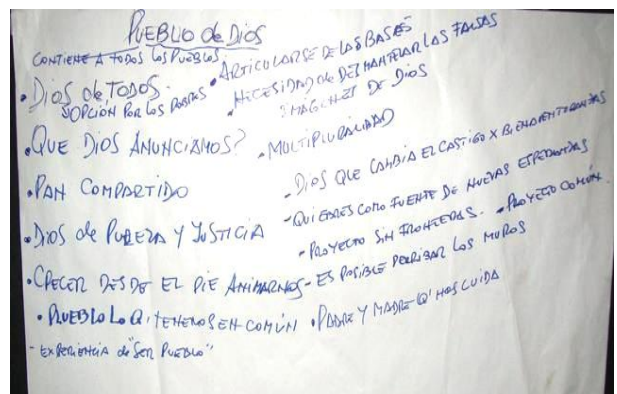 PUEBLO de DIOS
CONTIENE A TODOS LOS PUEBLOS
• DIOS de TODOS.
OPCIÓN POR LOS POBRES
• QUE DIOS ANUNCIAMOS?
• PAN COMPARTIDO
• DIOS de PUREZA Y JUSTICIA
• CRECER DESDE EL PIE ANIMARNOS
• PUEBLO LO Q' TENEMOS EN COMÚN
- EXPERIENCIA de "SER PUEBLO"
• ARTICULARSE DE LAS BASES
• NECESIDAD de DESMANTELAR LAS FALSAS
IMAGENES DE DIOS
• MULTIPLURALIDAD
- DIOS QUE CAMBIA EL CASTIGO X BIENAVENTURANZAS
- QUIEBRES COMO FUENTE DE NUEVAS ESPERANZAS
- PROYECTO SIN FRONTERAS.
- PROYECTO COMÚN.
- ES POSIBLE DERRIBAR LOS MUROS
• PADRE Y MADRE Q' NOS CUIDA